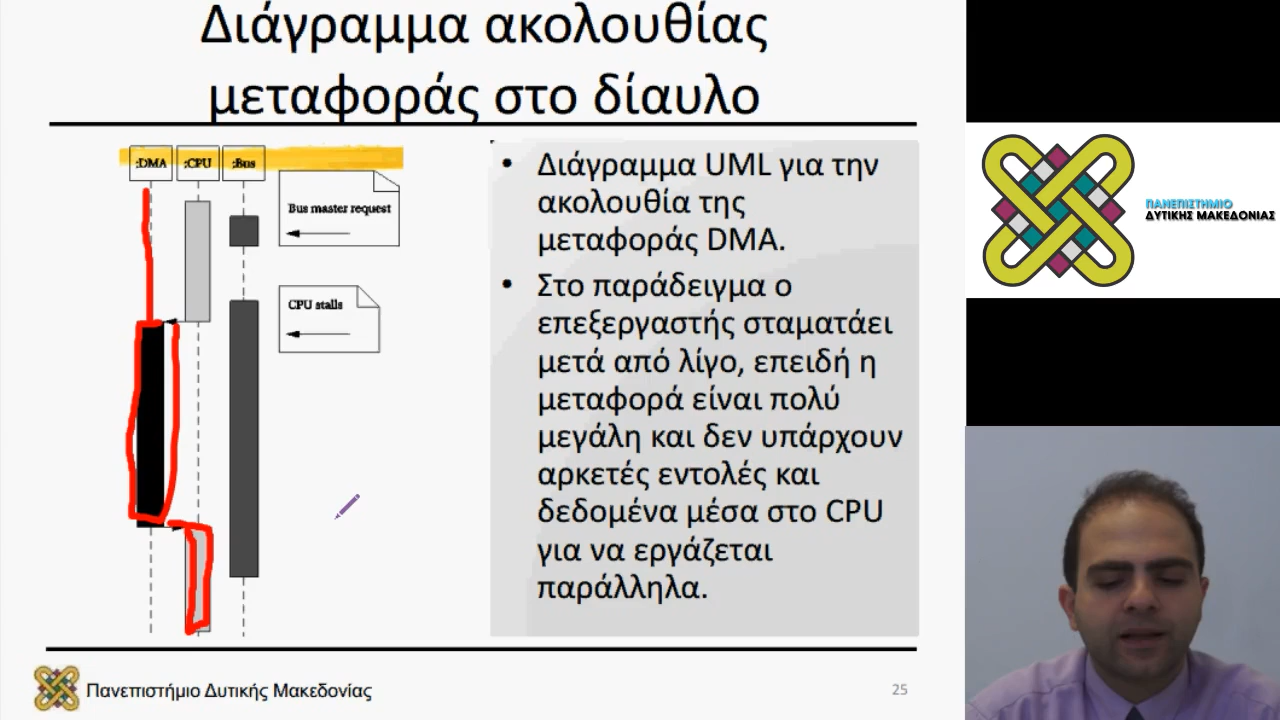 Διάγραμμα ακολουθίας
μεταφοράς στο δίαυλο
:DMA :CPU :Bus
Bus master request
CPU stalls
• Διάγραμμα UML για την
ακολουθία της
μεταφοράς DMA.
• Στο παράδειγμα ο
επεξεργαστής σταματάει
μετά από λίγο, επειδή η
μεταφορά είναι πολύ
μεγάλη και δεν υπάρχουν
αρκετές εντολές και
δεδομένα μέσα στο CPU
για να εργάζεται
παράλληλα.
Πανεπιστήμιο Δυτικής Μακεδονίας
25
ΠΑΝΕΠΙΣΤΗΜΙΟ
ΔΥΤΙΚΗΣ ΜΑΚΕΔΟΝΙΑΣ